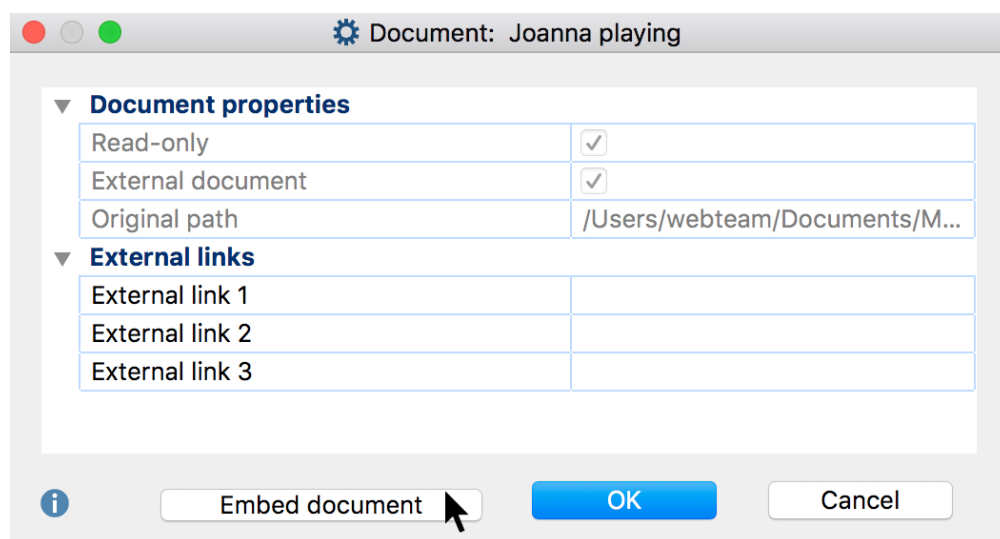 Document: Joanna playing
Document properties
Read-only
External document
Original path /Users/webteam/Documents/M...
External links
External link 1
External link 2
External link 3
Embed document OK Cancel